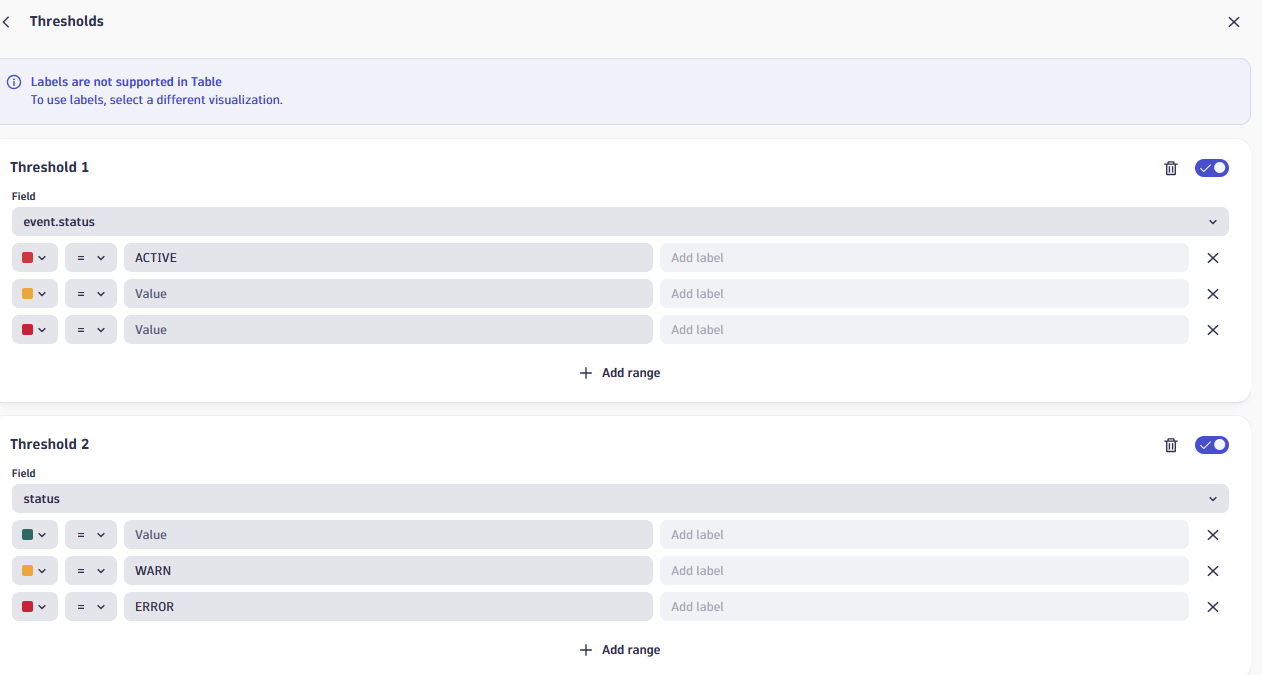 Thresholds
Labels are not supported in Table
To use labels, select a different visualization.
Threshold 1
Field
event.status
= ACTIVE Add label
= Value Add label
= Value Add label
Add range
Threshold 2
Field
status
= Value Add label
= WARN Add label
= ERROR Add label
Add range